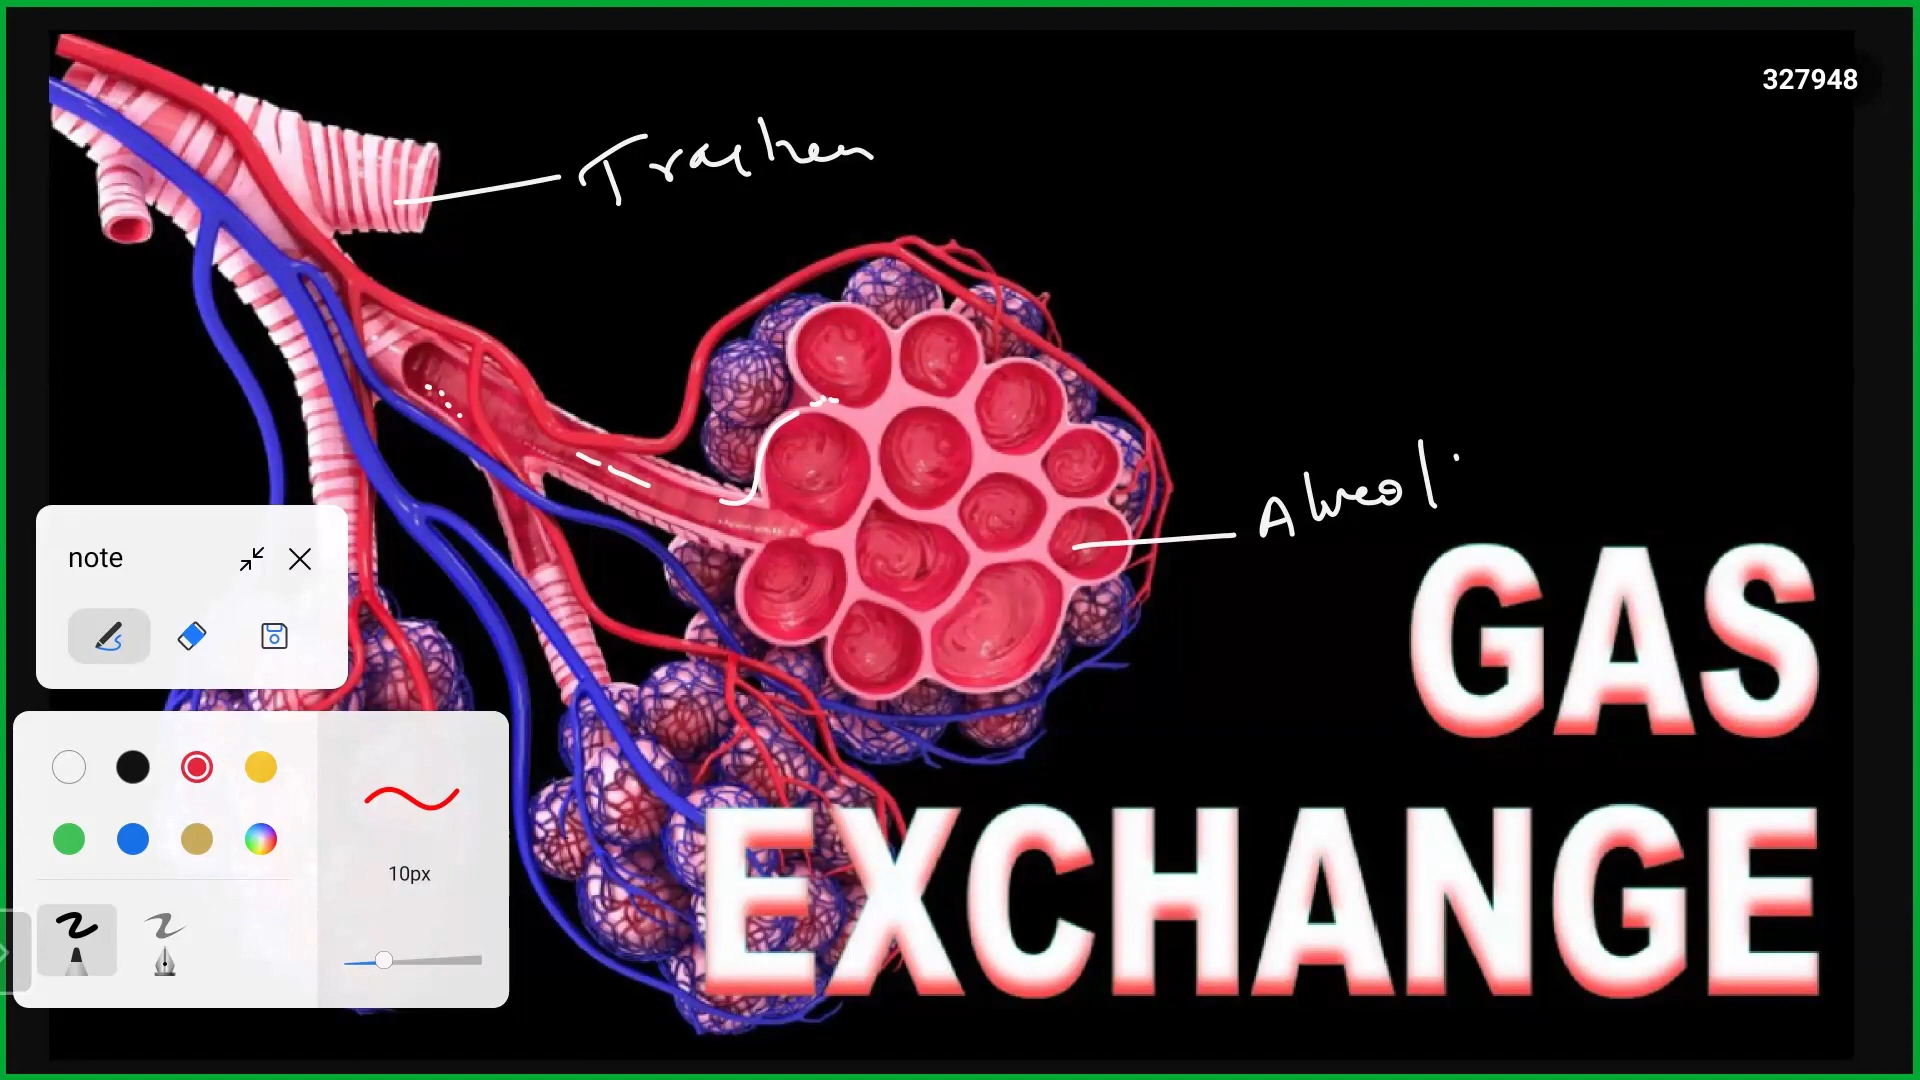 327948
Trachea
Alveoli
note
GAS
10px
EXCHANGE